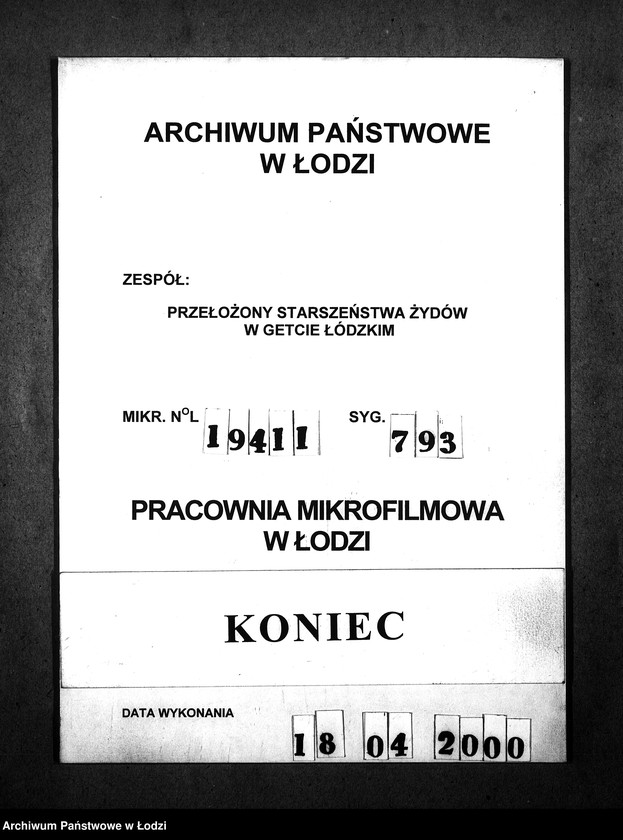 ARCHIWUM PAŃSTWOWE
W ŁODZI
ZESPÓŁ:
PRZEŁOŻONY STARSZEŃSTWA ŻYDÓW
W GETCIE ŁÓDZKIM
MIKR. NOL 19411 SYG. 793
PRACOWNIA MIKROFILMOWA
W ŁODZI
KONIEC
DATA WYKONANIA 18 04 2000
Archiwum Państwowe w Łodzi